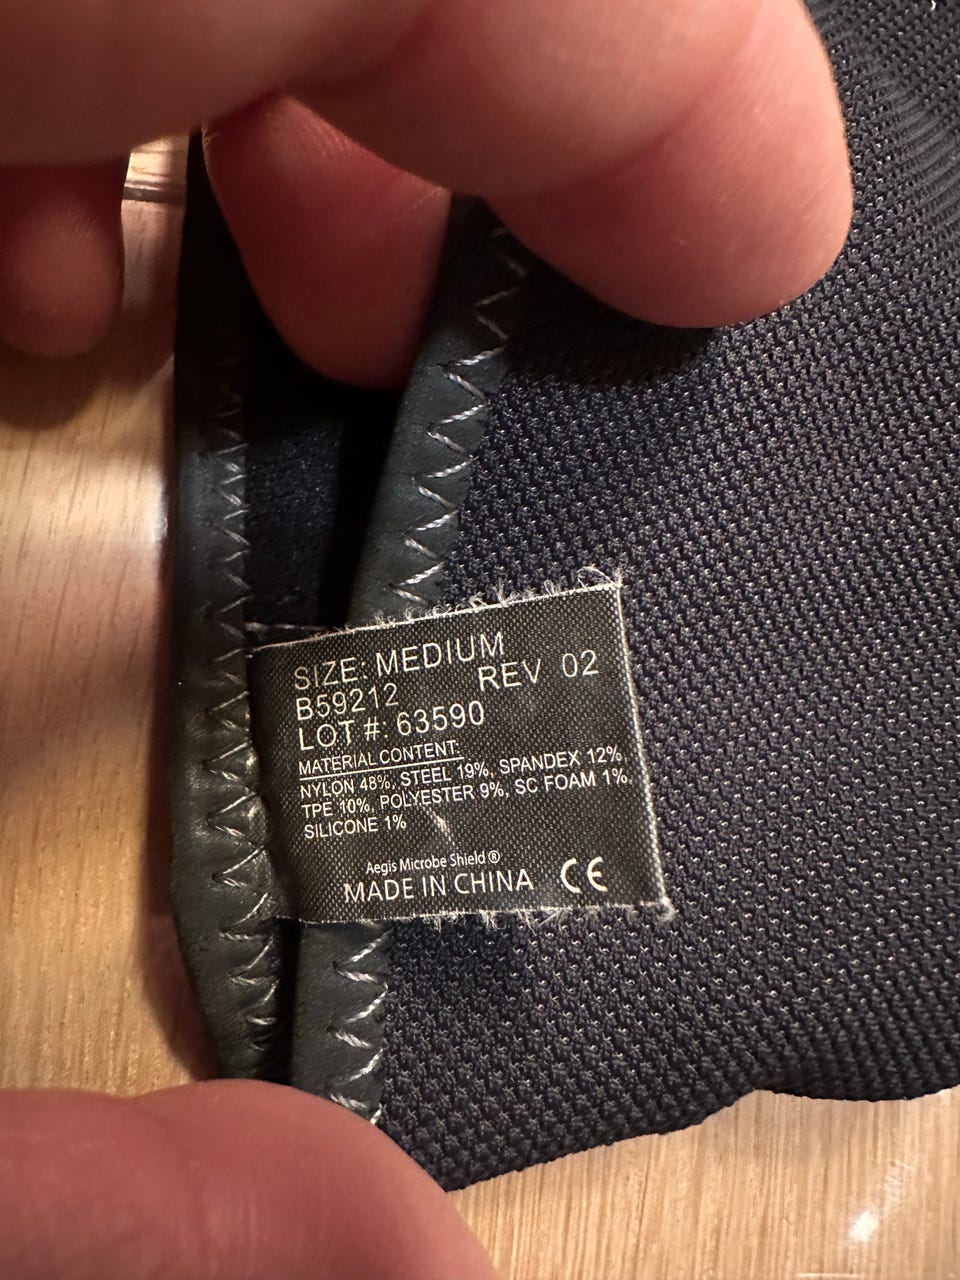 SIZE: MEDIUM
B59212 REV 02
LOT #: 63590
MATERIAL CONTENT:
NYLON 48%, STEEL 19%, SPANDEX 12%,
TPE 10%, POLYESTER 9%, SC FOAM 1%,
SILICONE 1%
Aegis Microbe Shield ®
MADE IN CHINA CE